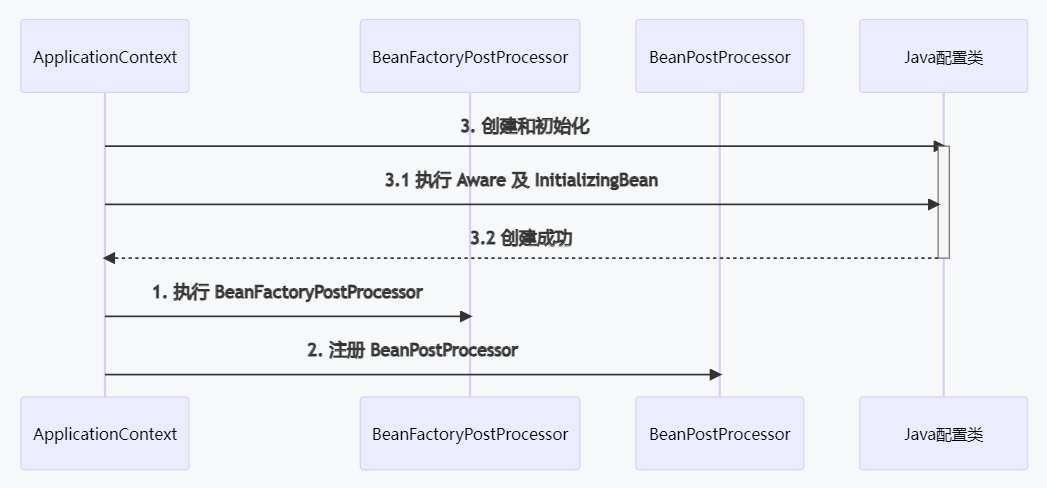 ApplicationContext
BeanFactoryPostProcessor
BeanPostProcessor
Java配置类
3. 创建和初始化
3.1 执行 Aware 及 InitializingBean
3.2 创建成功
1. 执行 BeanFactoryPostProcessor
2. 注册 BeanPostProcessor
ApplicationContext
BeanFactoryPostProcessor
BeanPostProcessor
Java配置类